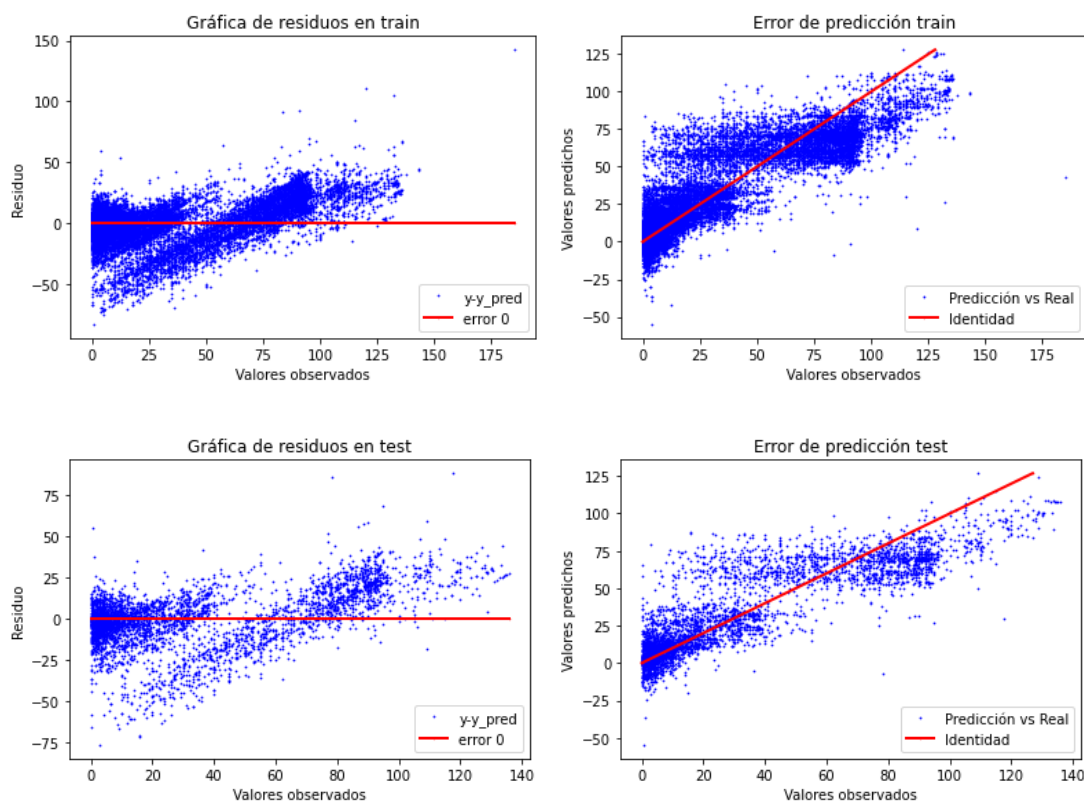 Gráfica de residuos en train
150
100
50
0
−50
Residuo
0 25 50 75 100 125 150 175
Valores observados
y-y_pred
error 0
Error de predicción train
125
100
75
50
25
0
−25
−50
Valores predichos
0 25 50 75 100 125 150 175
Valores observados
Predicción vs Real
Identidad
Gráfica de residuos en test
75
50
25
0
−25
−50
−75
Residuo
0 20 40 60 80 100 120 140
Valores observados
y-y_pred
error 0
Error de predicción test
125
100
75
50
25
0
−25
−50
Valores predichos
0 20 40 60 80 100 120 140
Valores observados
Predicción vs Real
Identidad